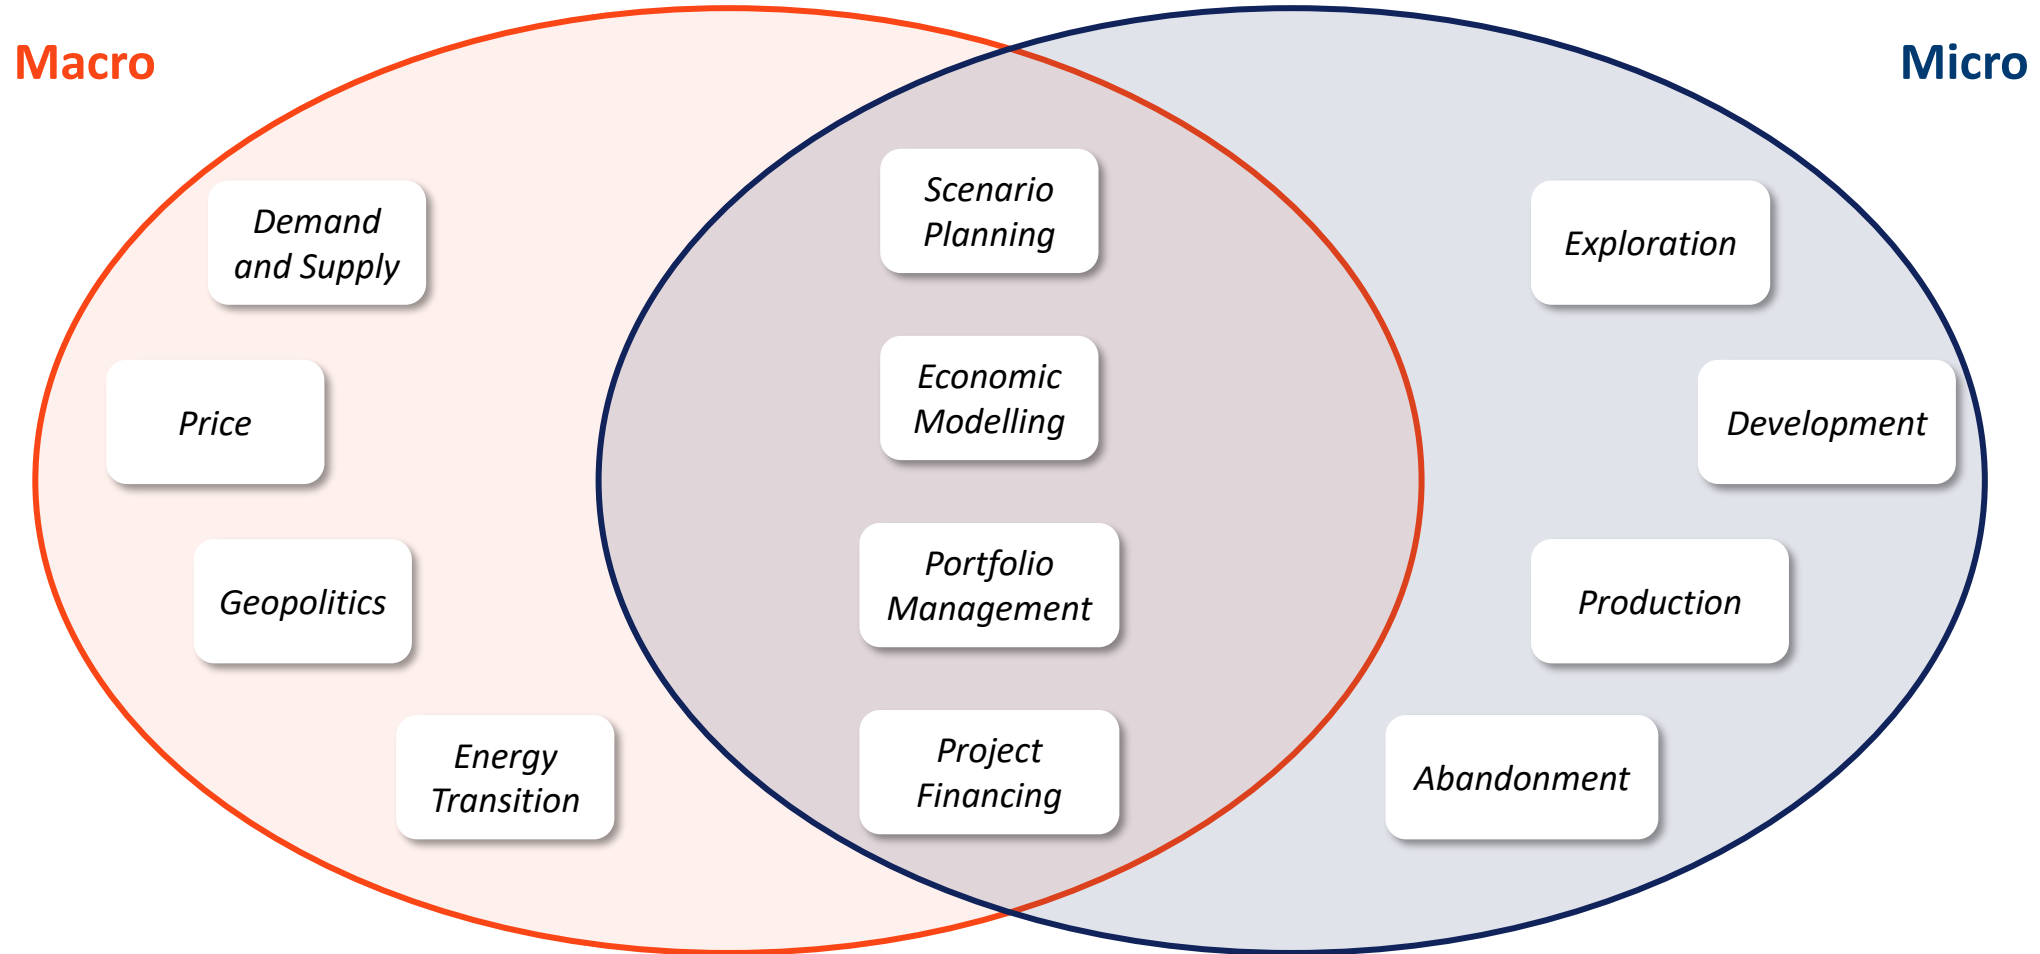 Macro
Micro
Demand
and Supply
Price
Geopolitics
Energy
Transition
Scenario
Planning
Economic
Modelling
Portfolio
Management
Project
Financing
Exploration
Development
Production
Abandonment